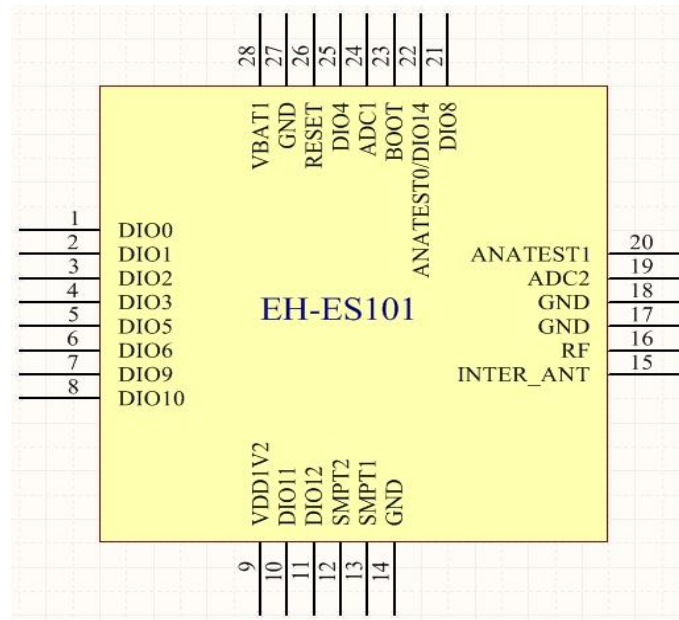 28 27 26 25 24 23 22 21
VBAT1 GND RESET DIO4 ADC1 BOOT ANATEST0/DIO14 DIO8
1 DIO0
2 DIO1
3 DIO2
4 DIO3
5 DIO5
6 DIO6
7 DIO9
8 DIO10
EH-ES101
ANATEST1 20
ADC2 19
GND 18
GND 17
RF 16
INTER_ANT 15
VDD1V2 DIO11 DIO12 SMPT2 SMPT1 GND
9 10 11 12 13 14